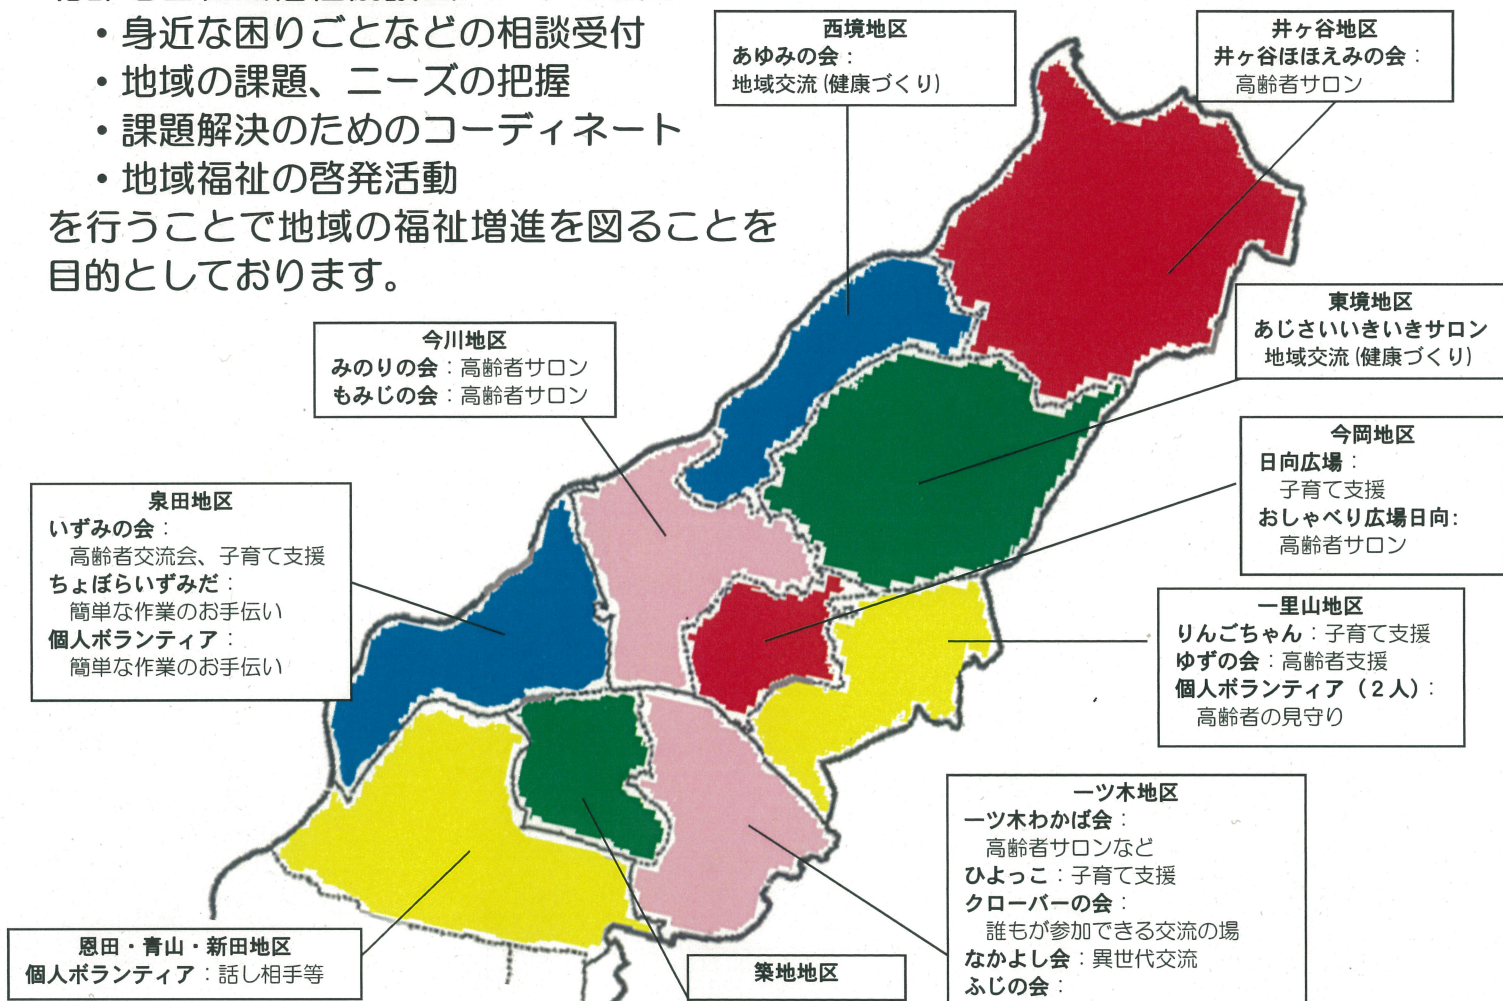 ・身近な困りごとなどの相談受付
・地域の課題、ニーズの把握
・課題解決のためのコーディネート
・地域福祉の啓発活動
を行うことで地域の福祉増進を図ることを
目的としております。
西境地区
あゆみの会：
地域交流(健康づくり)
井ヶ谷地区
井ヶ谷ほほえみの会：
高齢者サロン
東境地区
あじさいいきいきサロン
地域交流(健康づくり)
今川地区
みのりの会：高齢者サロン
もみじの会：高齢者サロン
今岡地区
日向広場：
子育て支援
おしゃべり広場日向：
高齢者サロン
泉田地区
いずみの会：
高齢者交流会、子育て支援
ちょぼらいずみだ：
簡単な作業のお手伝い
個人ボランティア：
簡単な作業のお手伝い
一里山地区
りんごちゃん：子育て支援
ゆずの会：高齢者支援
個人ボランティア（２人）：
高齢者の見守り
一ツ木地区
一ツ木わかば会：
高齢者サロンなど
ひよっこ：子育て支援
クローバーの会：
誰もが参加できる交流の場
なかよし会：異世代交流
ふじの会：
恩田・青山・新田地区
個人ボランティア：話し相手等
築地地区